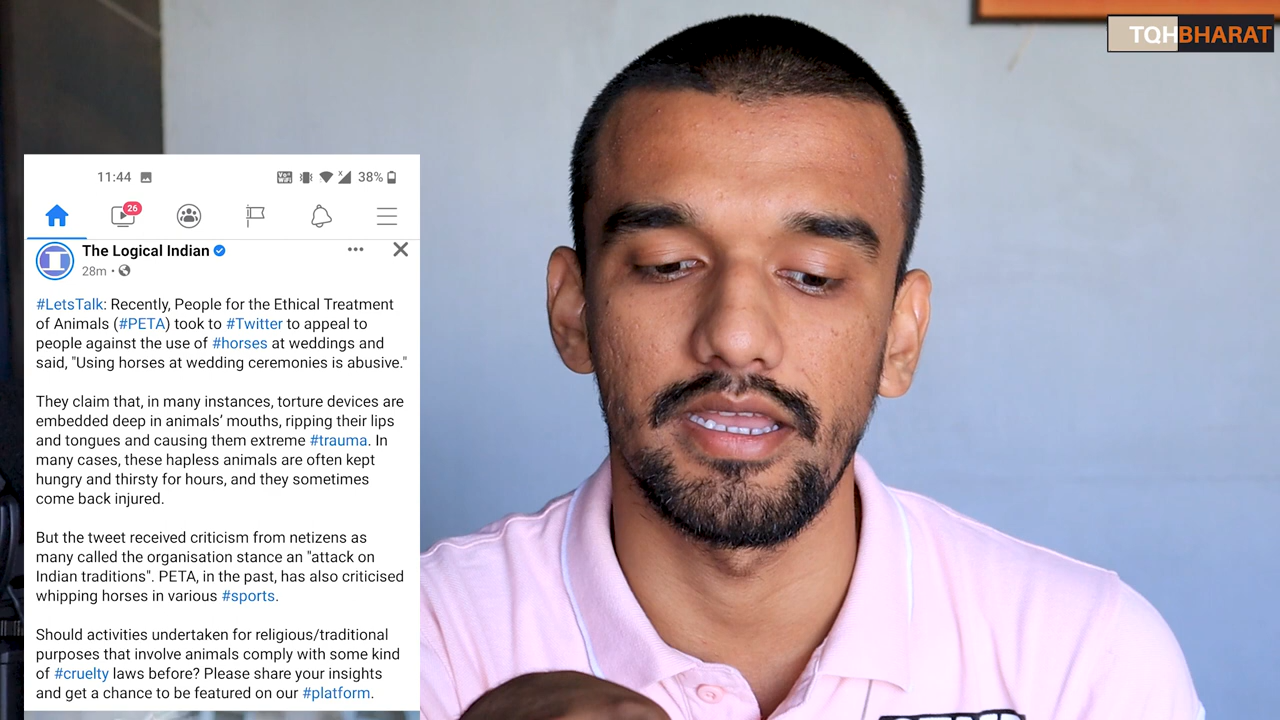 TQHBHARAT
11:44
38%
26
The Logical Indian
28m
#LetsTalk: Recently, People for the Ethical Treatment
of Animals (#PETA) took to #Twitter to appeal to
people against the use of #horses at weddings and
said, "Using horses at wedding ceremonies is abusive."
They claim that, in many instances, torture devices are
embedded deep in animals’ mouths, ripping their lips
and tongues and causing them extreme #trauma. In
many cases, these hapless animals are often kept
hungry and thirsty for hours, and they sometimes
come back injured.
But the tweet received criticism from netizens as
many called the organisation stance an "attack on
Indian traditions". PETA, in the past, has also criticised
whipping horses in various #sports.
Should activities undertaken for religious/traditional
purposes that involve animals comply with some kind
of #cruelty laws before? Please share your insights
and get a chance to be featured on our #platform.